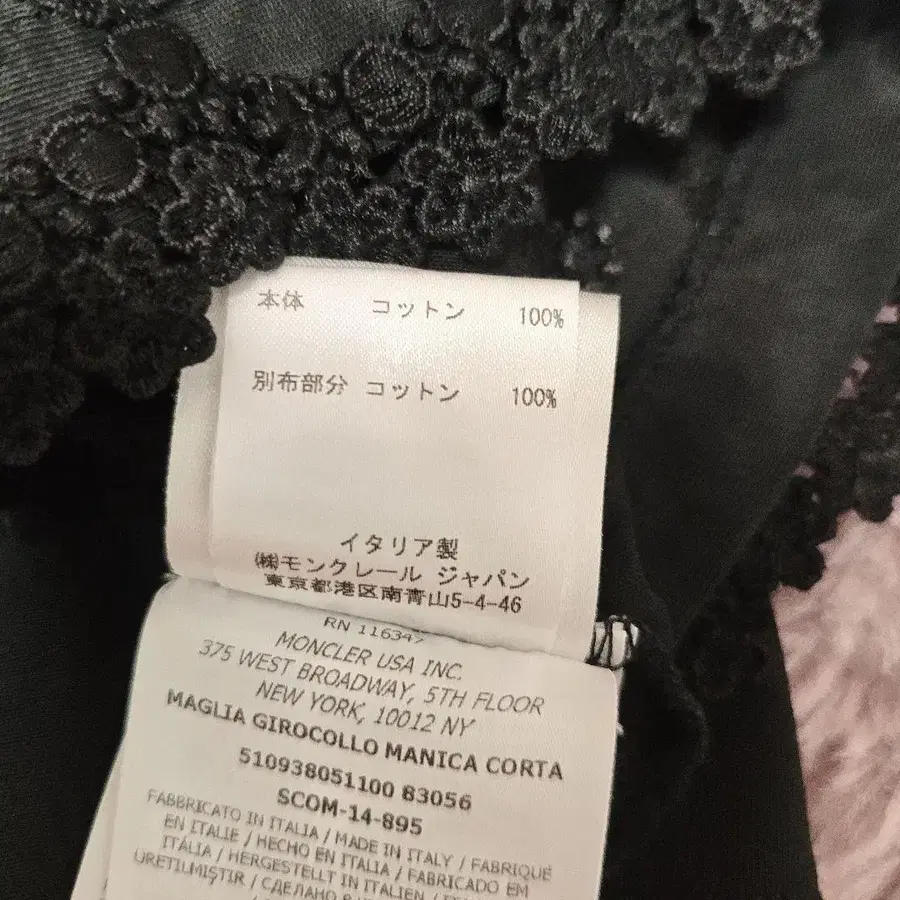 本体 コットン 100%
別布部分 コットン 100%
イタリア製
㈱モンクレール ジャパン
東京都港区南青山5-4-46
RN 116347
MONCLER USA INC.
375 WEST BROADWAY, 5TH FLOOR
NEW YORK, 10012 NY
MAGLIA GIROCOLLO MANICA CORTA
510938051100 83056
SCOM-14-895
FABBRICATO IN ITALIA / MADE IN ITALY / FABRIQUÉ
EN ITALIE / HECHO EN ITALIA / FABRICADO EM
ITÁLIA / HERGESTELLT IN ITALIEN /
ÜRETILMIŞTIR / СДЕЛАНО В